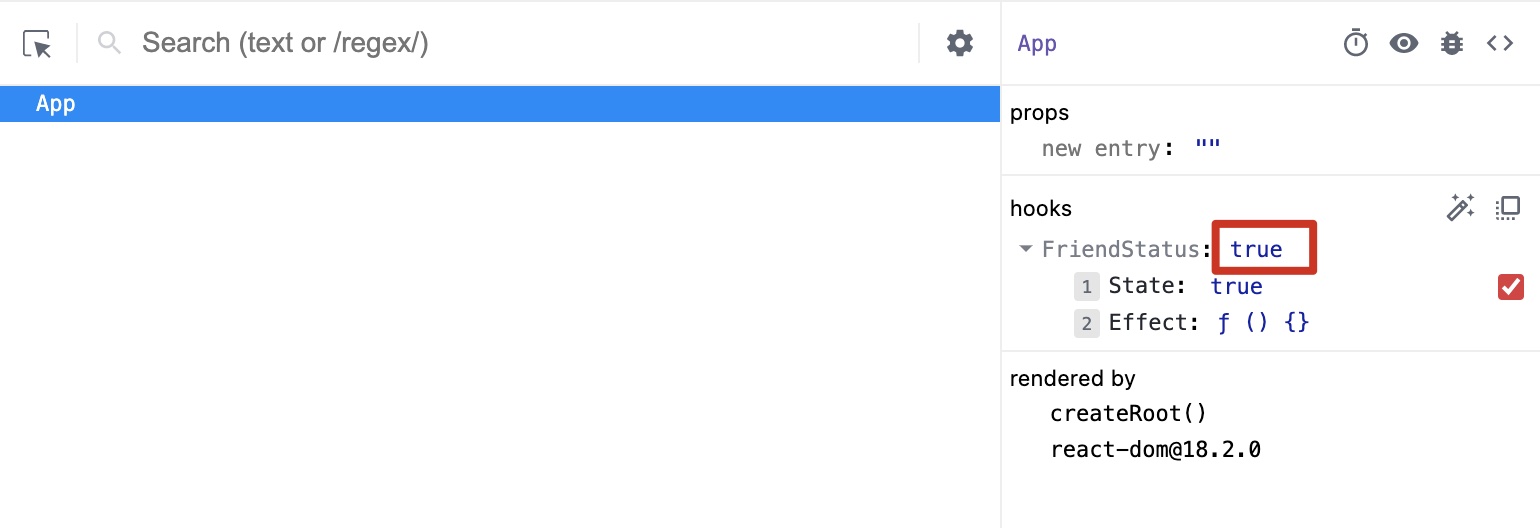 Search (text or /regex/)
App
App
props
new entry: ""
hooks
FriendStatus: true
1 State: true
2 Effect: ƒ () {}
rendered by
createRoot()
react-dom@18.2.0